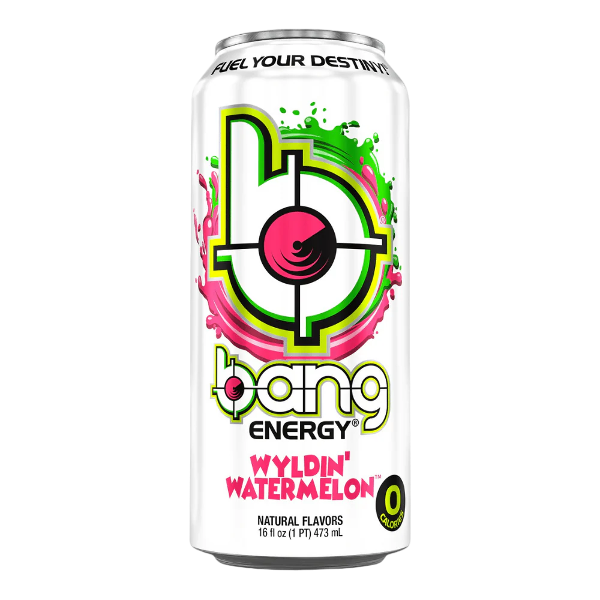 FUEL YOUR DESTINY!
b
bang
ENERGY®
WYLDIN'
WATERMELON™
0
CALORIES
NATURAL FLAVORS
16 fl oz (1 PT) 473 mL